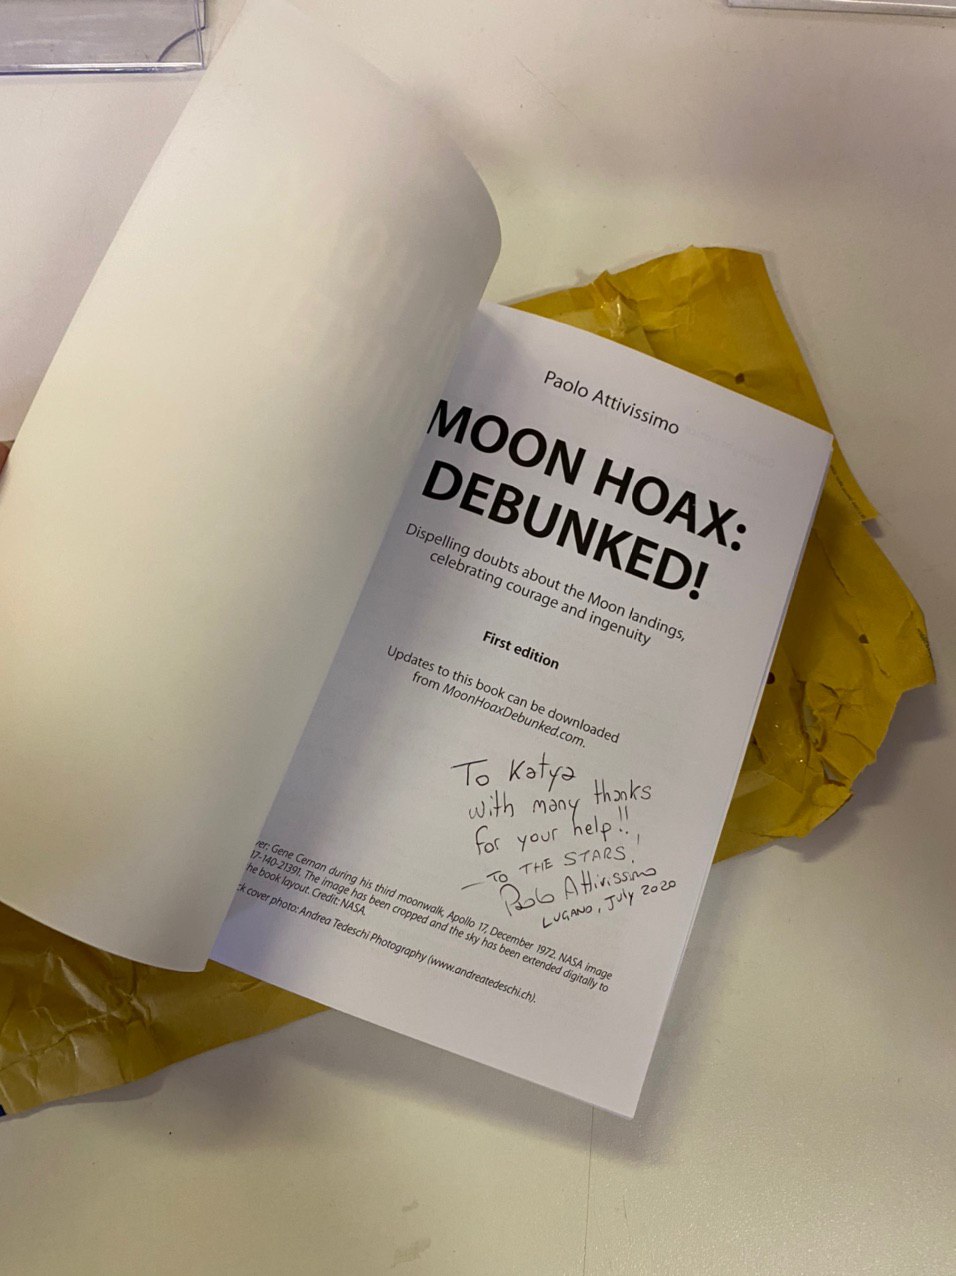 Paolo Attivissimo
MOON HOAX:
DEBUNKED!
Dispelling doubts about the Moon landings,
celebrating courage and ingenuity
First edition
Updates to this book can be downloaded
from MoonHoaxDebunked.com.
To Katya
with many thanks
for your help!!
— TO THE STARS!
Paolo Attivissimo
LUGANO, JULY 2020
Gene Cernan during his third moonwalk, Apollo 17, December 1972. NASA image
17-140-21391. The image has been cropped and the sky has been extended digitally to
the book layout. Credit: NASA.
cover photo: Andrea Tedeschi Photography (www.andreatedeschi.ch).